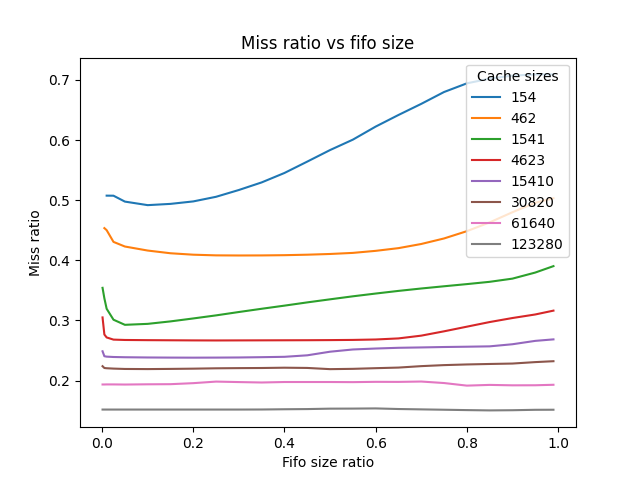 Miss ratio vs fifo size
Cache sizes
154
462
1541
4623
15410
30820
61640
123280
Miss ratio
0.7
0.6
0.5
0.4
0.3
0.2
0.0 0.2 0.4 0.6 0.8 1.0
Fifo size ratio